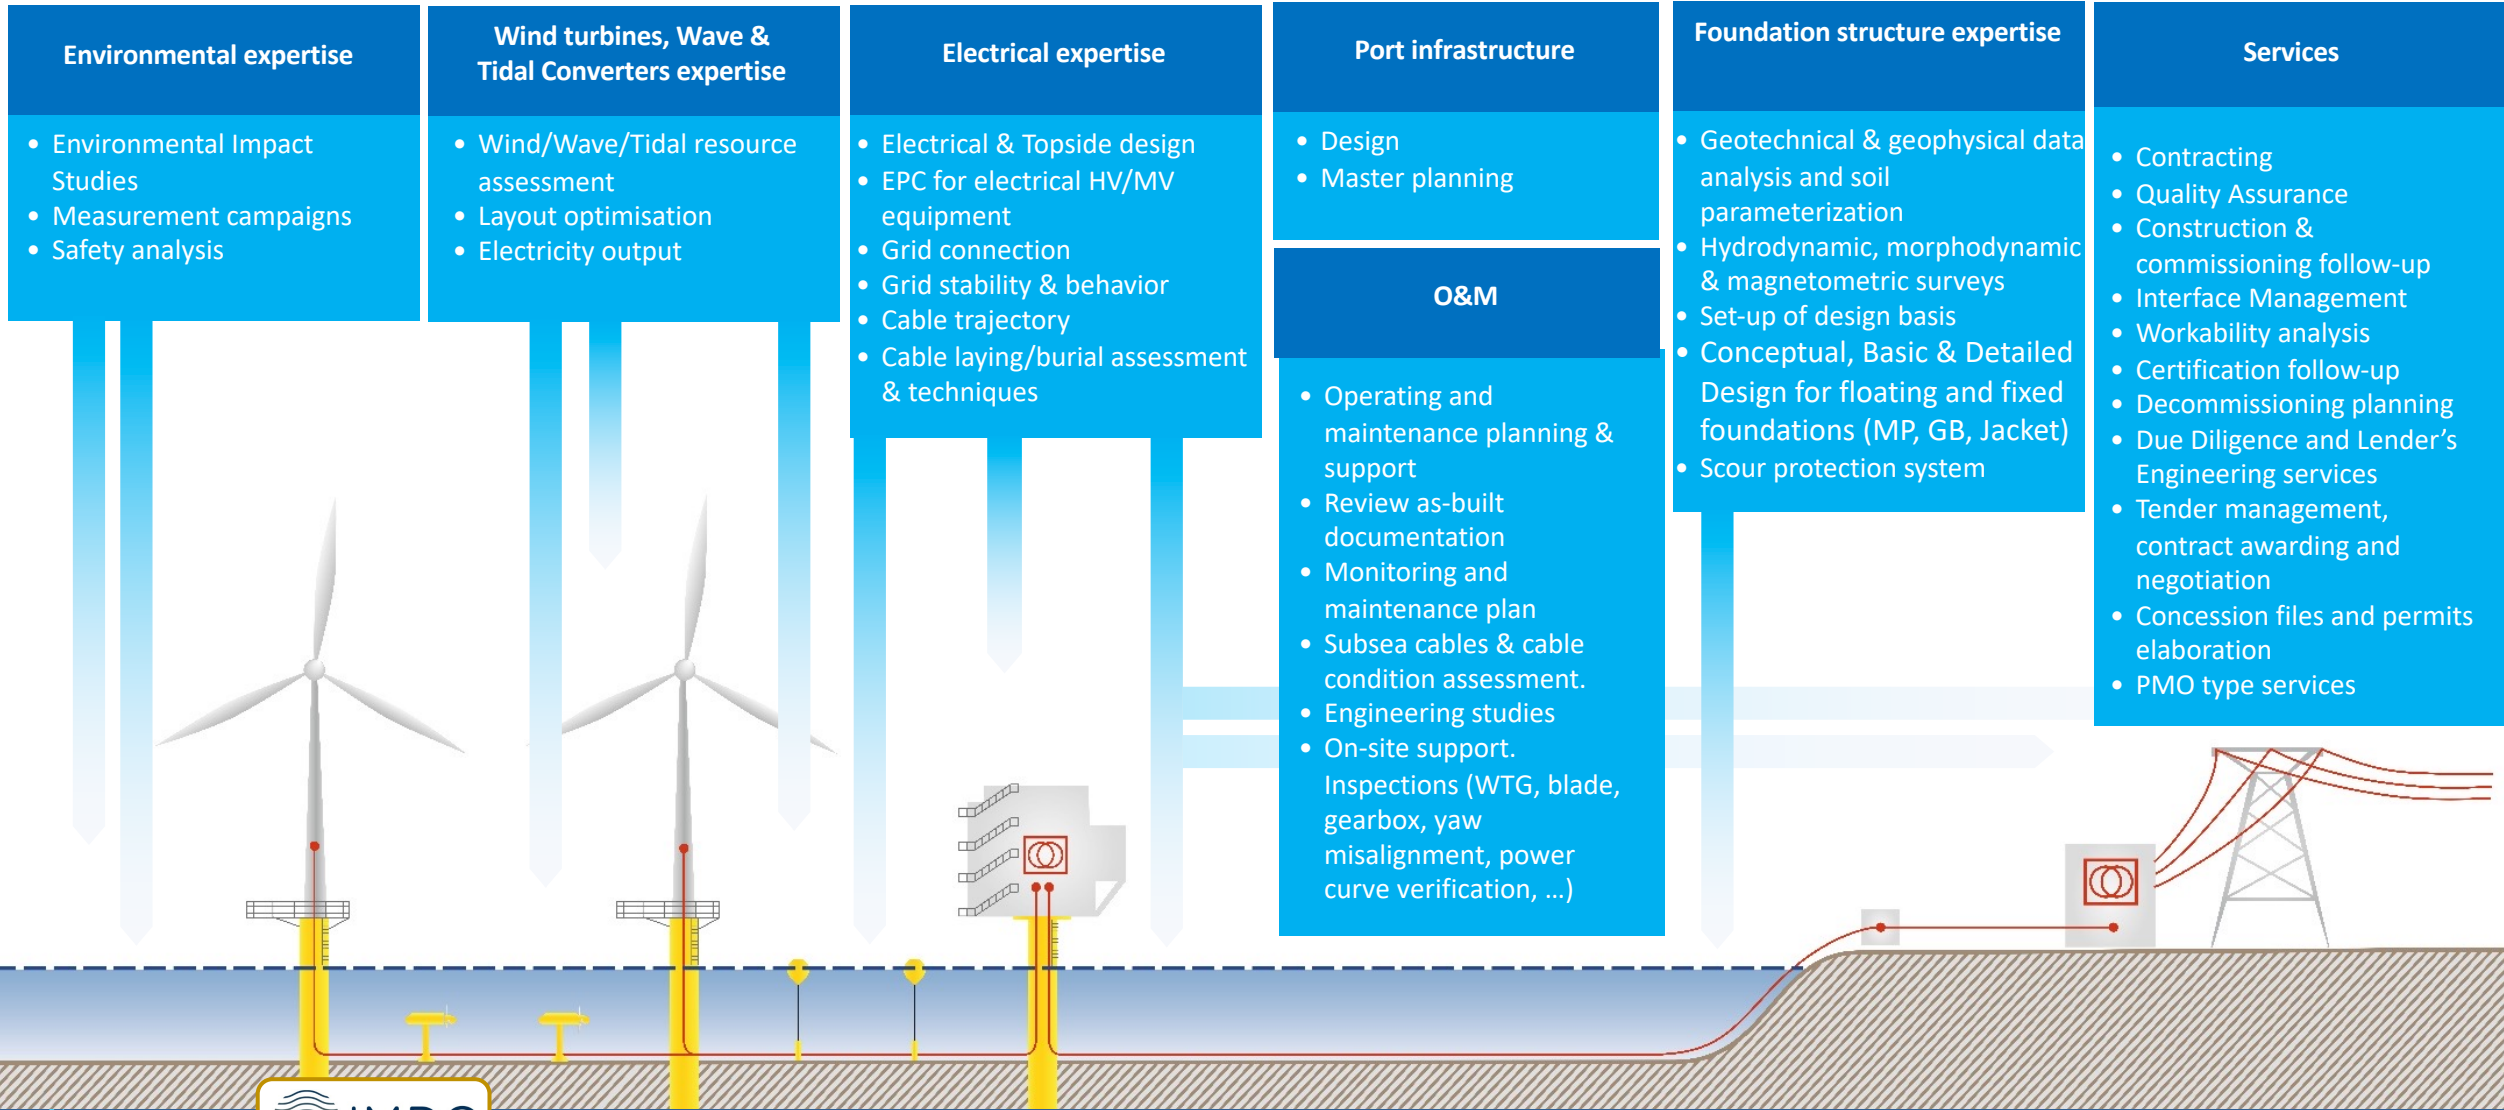 Environmental expertise
• Environmental Impact
Studies
• Measurement campaigns
• Safety analysis
Wind turbines, Wave &
Tidal Converters expertise
• Wind/Wave/Tidal resource
assessment
• Layout optimisation
• Electricity output
Electrical expertise
• Electrical & Topside design
• EPC for electrical HV/MV
equipment
• Grid connection
• Grid stability & behavior
• Cable trajectory
• Cable laying/burial assessment
& techniques
Port infrastructure
• Design
• Master planning
O&M
• Operating and
maintenance planning &
support
• Review as-built
documentation
• Monitoring and
maintenance plan
• Subsea cables & cable
condition assessment.
• Engineering studies
• On-site support.
Inspections (WTG, blade,
gearbox, yaw
misalignment, power
curve verification, ...)
Foundation structure expertise
• Geotechnical & geophysical data
analysis and soil
parameterization
• Hydrodynamic, morphodynamic
& magnetometric surveys
• Set-up of design basis
• Conceptual, Basic & Detailed
Design for floating and fixed
foundations (MP, GB, Jacket)
• Scour protection system
Services
• Contracting
• Quality Assurance
• Construction &
commissioning follow-up
• Interface Management
• Workability analysis
• Certification follow-up
• Decommissioning planning
• Due Diligence and Lender’s
Engineering services
• Tender management,
contract awarding and
negotiation
• Concession files and permits
elaboration
• PMO type services